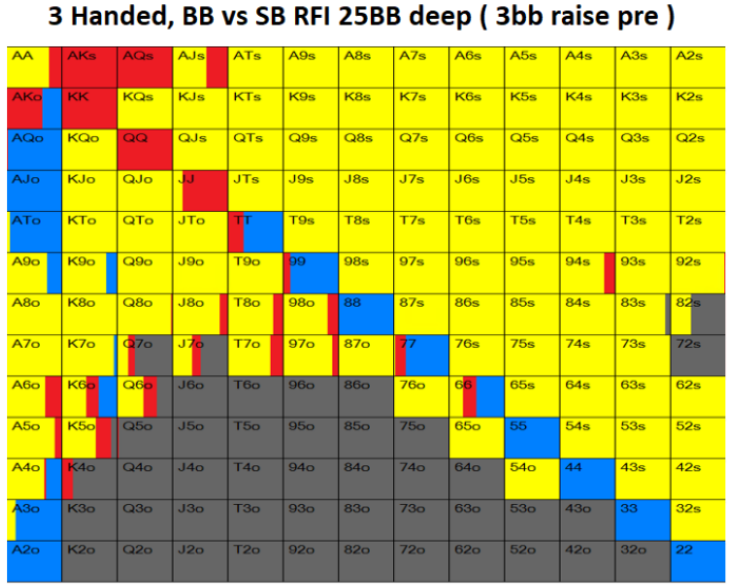 3 Handed, BB vs SB RFI 25BB deep ( 3bb raise pre )
AA AKs AQs AJs ATs A9s A8s A7s A6s A5s A4s A3s A2s
AKo KK KQs KJs KTs K9s K8s K7s K6s K5s K4s K3s K2s
AQo KQo QQ QJs QTs Q9s Q8s Q7s Q6s Q5s Q4s Q3s Q2s
AJo KJo QJo JJ JTs J9s J8s J7s J6s J5s J4s J3s J2s
ATo KTo QTo JTo TT T9s T8s T7s T6s T5s T4s T3s T2s
A9o K9o Q9o J9o T9o 99 98s 97s 96s 95s 94s 93s 92s
A8o K8o Q8o J8o T8o 98o 88 87s 86s 85s 84s 83s 82s
A7o K7o Q7o J7o T7o 97o 87o 77 76s 75s 74s 73s 72s
A6o K6o Q6o J6o T6o 96o 86o 76o 66 65s 64s 63s 62s
A5o K5o Q5o J5o T5o 95o 85o 75o 65o 55 54s 53s 52s
A4o K4o Q4o J4o T4o 94o 84o 74o 64o 54o 44 43s 42s
A3o K3o Q3o J3o T3o 93o 83o 73o 63o 53o 43o 33 32s
A2o K2o Q2o J2o T2o 92o 82o 72o 62o 52o 42o 32o 22